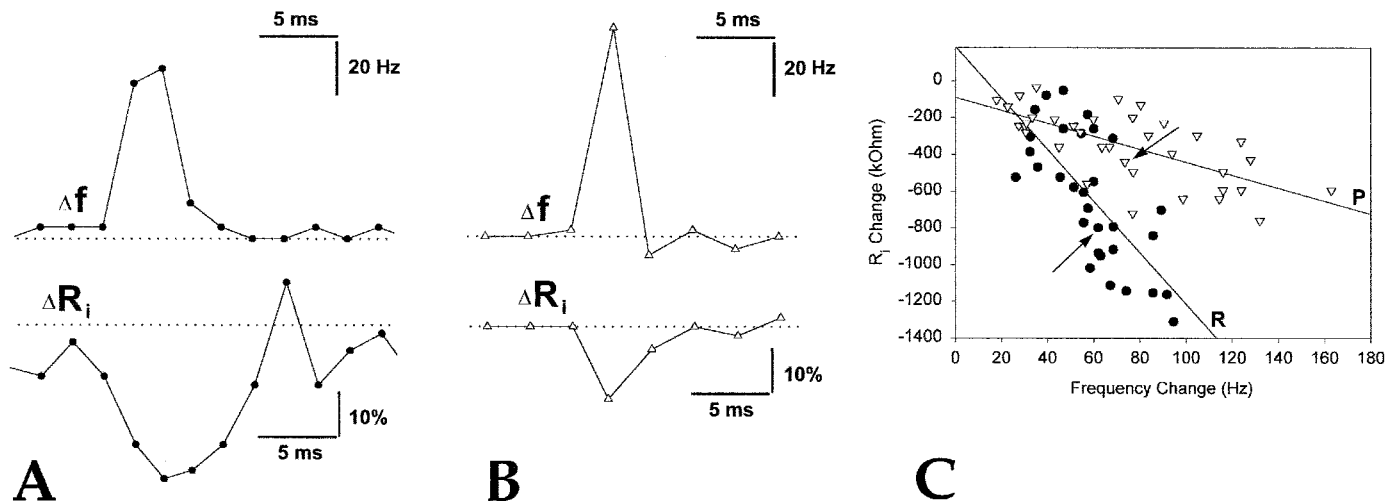 5 ms
20 Hz
Δf
ΔRi
10%
5 ms
A
5 ms
20 Hz
Δf
ΔRi
10%
5 ms
B
0
-200
-400
-600
-800
-1000
-1200
-1400
Ri Change (kOhm)
P
R
0 20 40 60 80 100 120 140 160 180
Frequency Change (Hz)
C